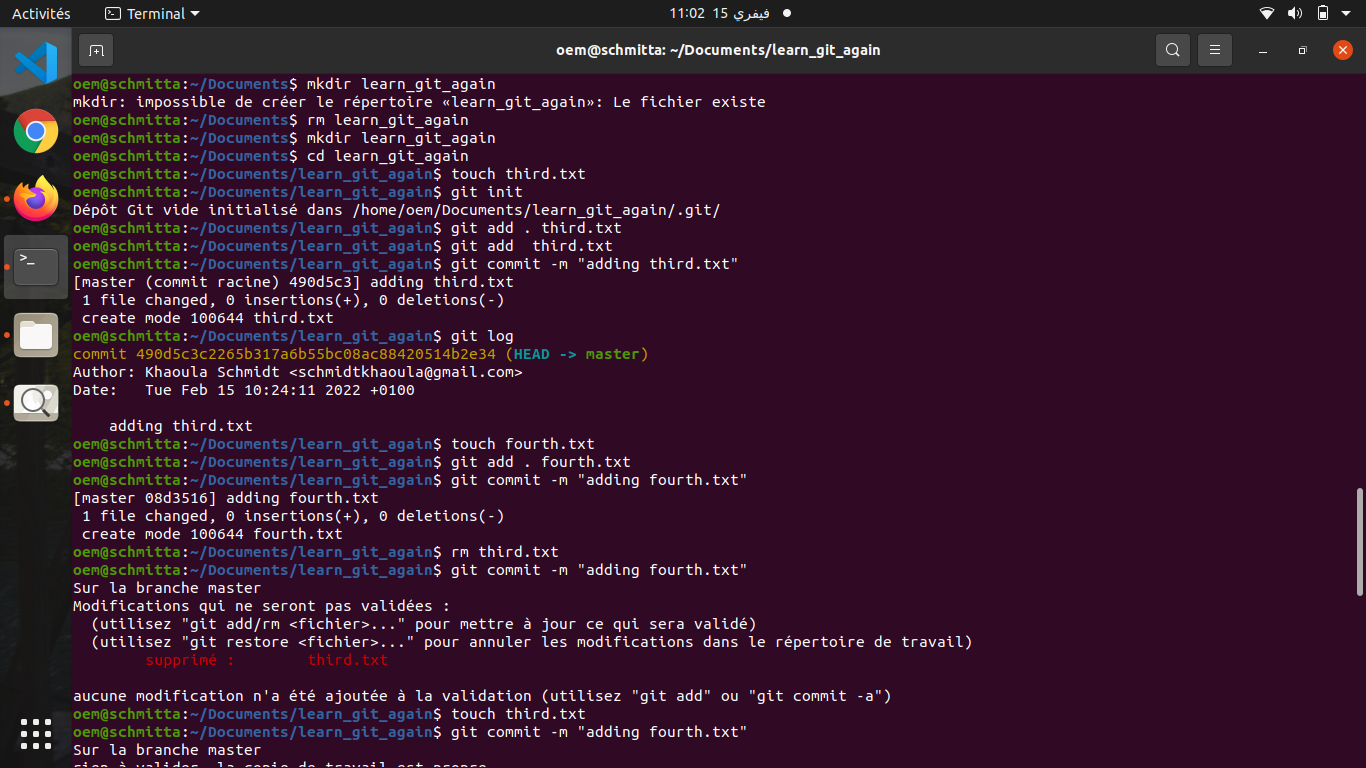 Activités Terminal 11:02 15 فيفري
oem@schmitta: ~/Documents/learn_git_again
oem@schmitta:~/Documents$ mkdir learn_git_again
mkdir: impossible de créer le répertoire «learn_git_again»: Le fichier existe
oem@schmitta:~/Documents$ rm learn_git_again
oem@schmitta:~/Documents$ mkdir learn_git_again
oem@schmitta:~/Documents$ cd learn_git_again
oem@schmitta:~/Documents/learn_git_again$ touch third.txt
oem@schmitta:~/Documents/learn_git_again$ git init
Dépôt Git vide initialisé dans /home/oem/Documents/learn_git_again/.git/
oem@schmitta:~/Documents/learn_git_again$ git add . third.txt
oem@schmitta:~/Documents/learn_git_again$ git add  third.txt
oem@schmitta:~/Documents/learn_git_again$ git commit -m "adding third.txt"
[master (commit racine) 490d5c3] adding third.txt
 1 file changed, 0 insertions(+), 0 deletions(-)
 create mode 100644 third.txt
oem@schmitta:~/Documents/learn_git_again$ git log
commit 490d5c3c2265b317a6b55bc08ac88420514b2e34 (HEAD -> master)
Author: Khaoula Schmidt <schmidtkhaoula@gmail.com>
Date:   Tue Feb 15 10:24:11 2022 +0100
    adding third.txt
oem@schmitta:~/Documents/learn_git_again$ touch fourth.txt
oem@schmitta:~/Documents/learn_git_again$ git add . fourth.txt
oem@schmitta:~/Documents/learn_git_again$ git commit -m "adding fourth.txt"
[master 08d3516] adding fourth.txt
 1 file changed, 0 insertions(+), 0 deletions(-)
 create mode 100644 fourth.txt
oem@schmitta:~/Documents/learn_git_again$ rm third.txt
oem@schmitta:~/Documents/learn_git_again$ git commit -m "adding fourth.txt"
Sur la branche master
Modifications qui ne seront pas validées :
  (utilisez "git add/rm <fichier>..." pour mettre à jour ce qui sera validé)
  (utilisez "git restore <fichier>..." pour annuler les modifications dans le répertoire de travail)
        supprimé :        third.txt
aucune modification n'a été ajoutée à la validation (utilisez "git add" ou "git commit -a")
oem@schmitta:~/Documents/learn_git_again$ touch third.txt
oem@schmitta:~/Documents/learn_git_again$ git commit -m "adding fourth.txt"
Sur la branche master
rien à valider, la copie de travail est propre